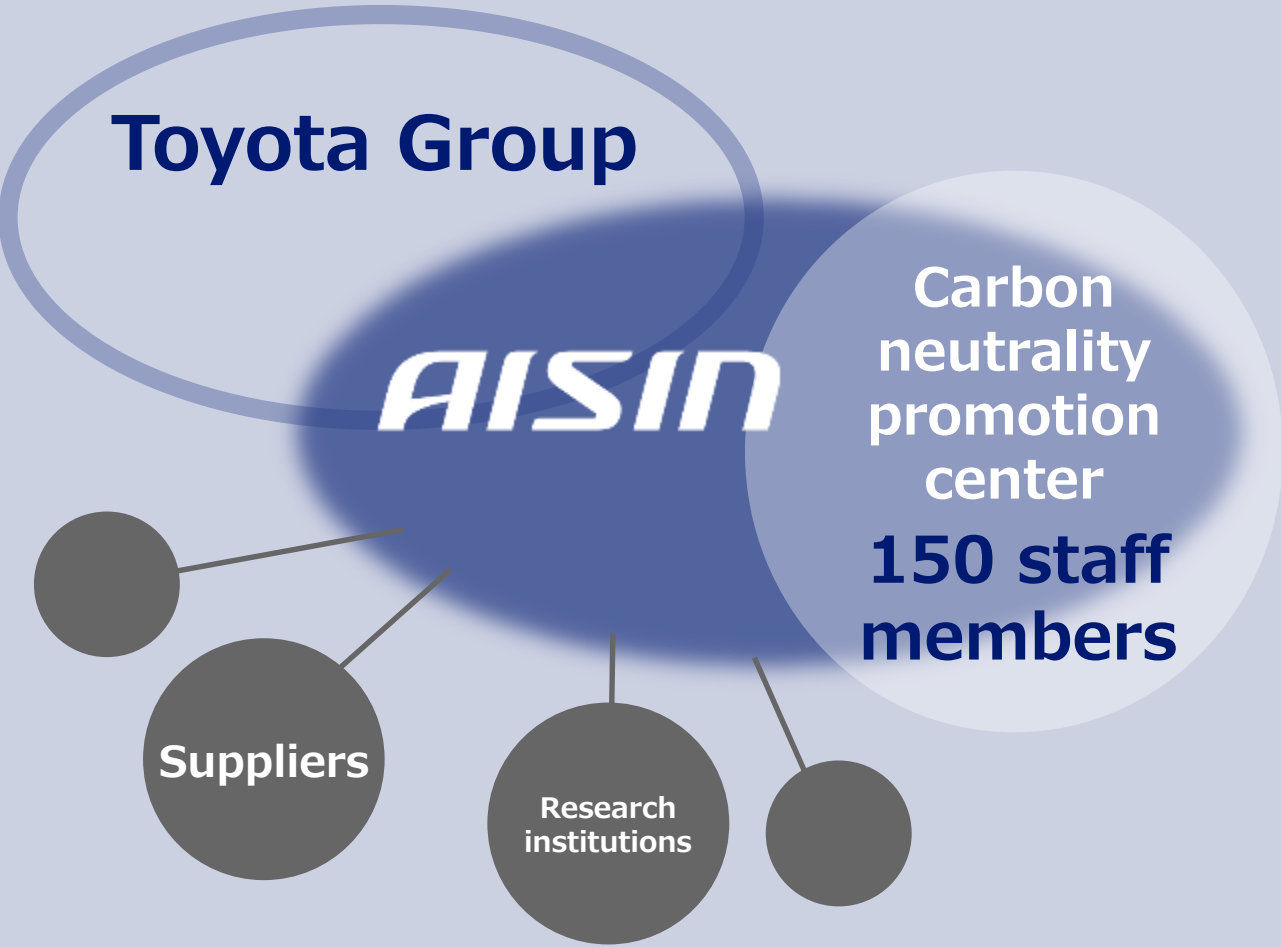 Toyota Group
AISIN
Carbon
neutrality
promotion
center
150 staff
members
Suppliers
Research
institutions